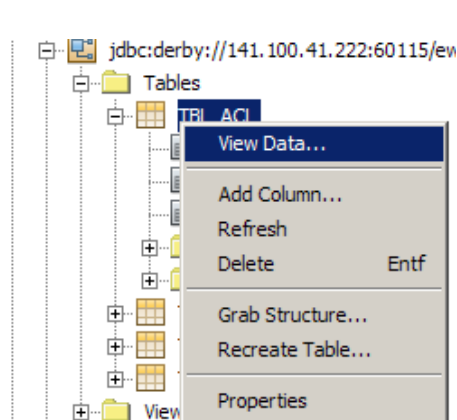 jdbc:derby://141.100.41.222:60115/ew
Tables
TBL_ACL
View Data...
Add Column...
Refresh
Delete Entf
Grab Structure...
Recreate Table...
Properties
View